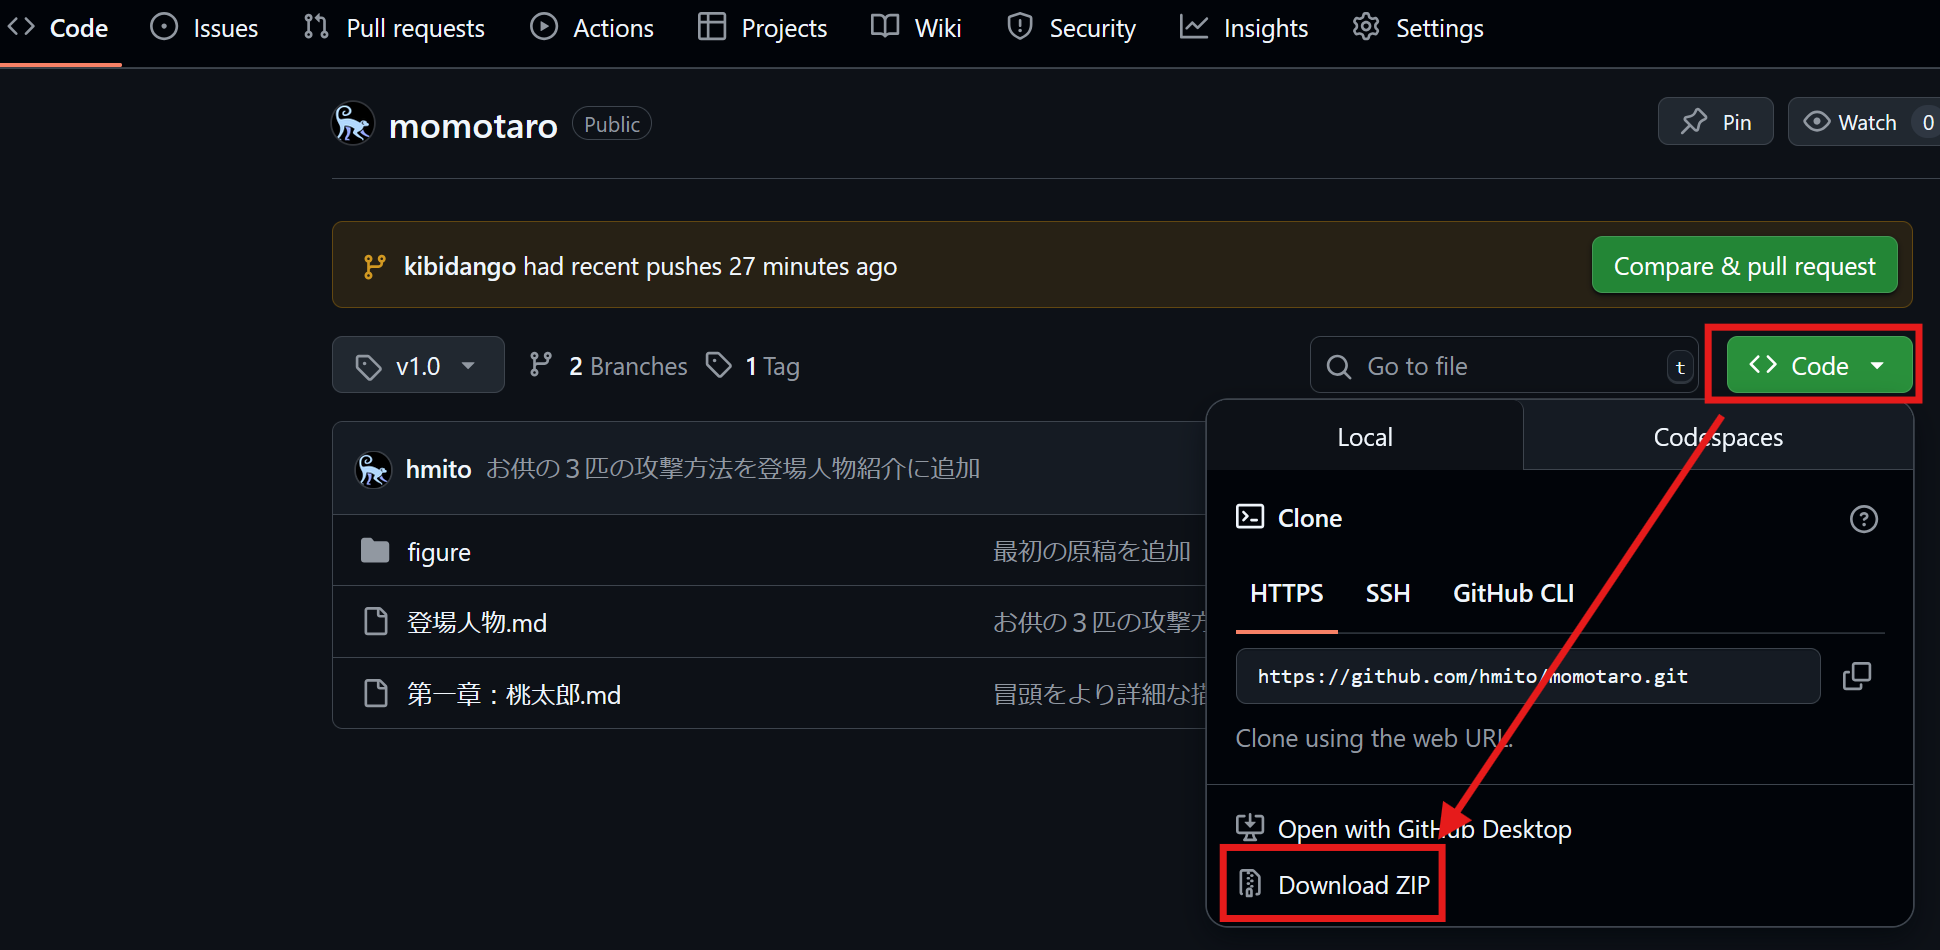 Code Issues Pull requests Actions Projects Wiki Security Insights Settings
momotaro Public Pin Watch 0
kibidango had recent pushes 27 minutes ago Compare & pull request
v1.0 2 Branches 1 Tag Go to file t Code
Local Codespaces
hmito お供の３匹の攻撃方法を登場人物紹介に追加
Clone
figure 最初の原稿を追加
HTTPS SSH GitHub CLI
登場人物.md お供の３匹の攻撃方
https://github.com/hmito/momotaro.git
第一章：桃太郎.md 冒頭をより詳細な描
Clone using the web URL.
Open with GitHub Desktop
Download ZIP